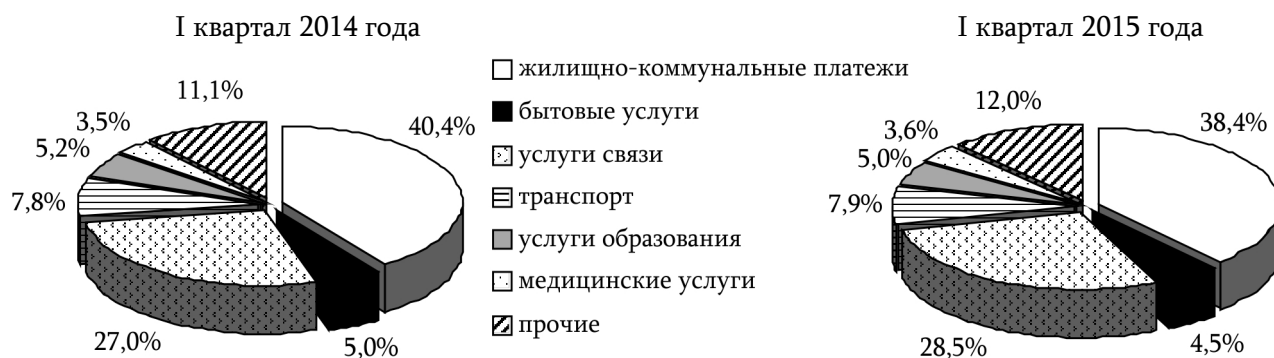 I квартал 2014 года
11,1%
3,5%
5,2%
7,8%
27,0%
5,0%
40,4%
жилищно-коммунальные платежи
бытовые услуги
услуги связи
транспорт
услуги образования
медицинские услуги
прочие
I квартал 2015 года
12,0%
3,6%
5,0%
7,9%
28,5%
4,5%
38,4%